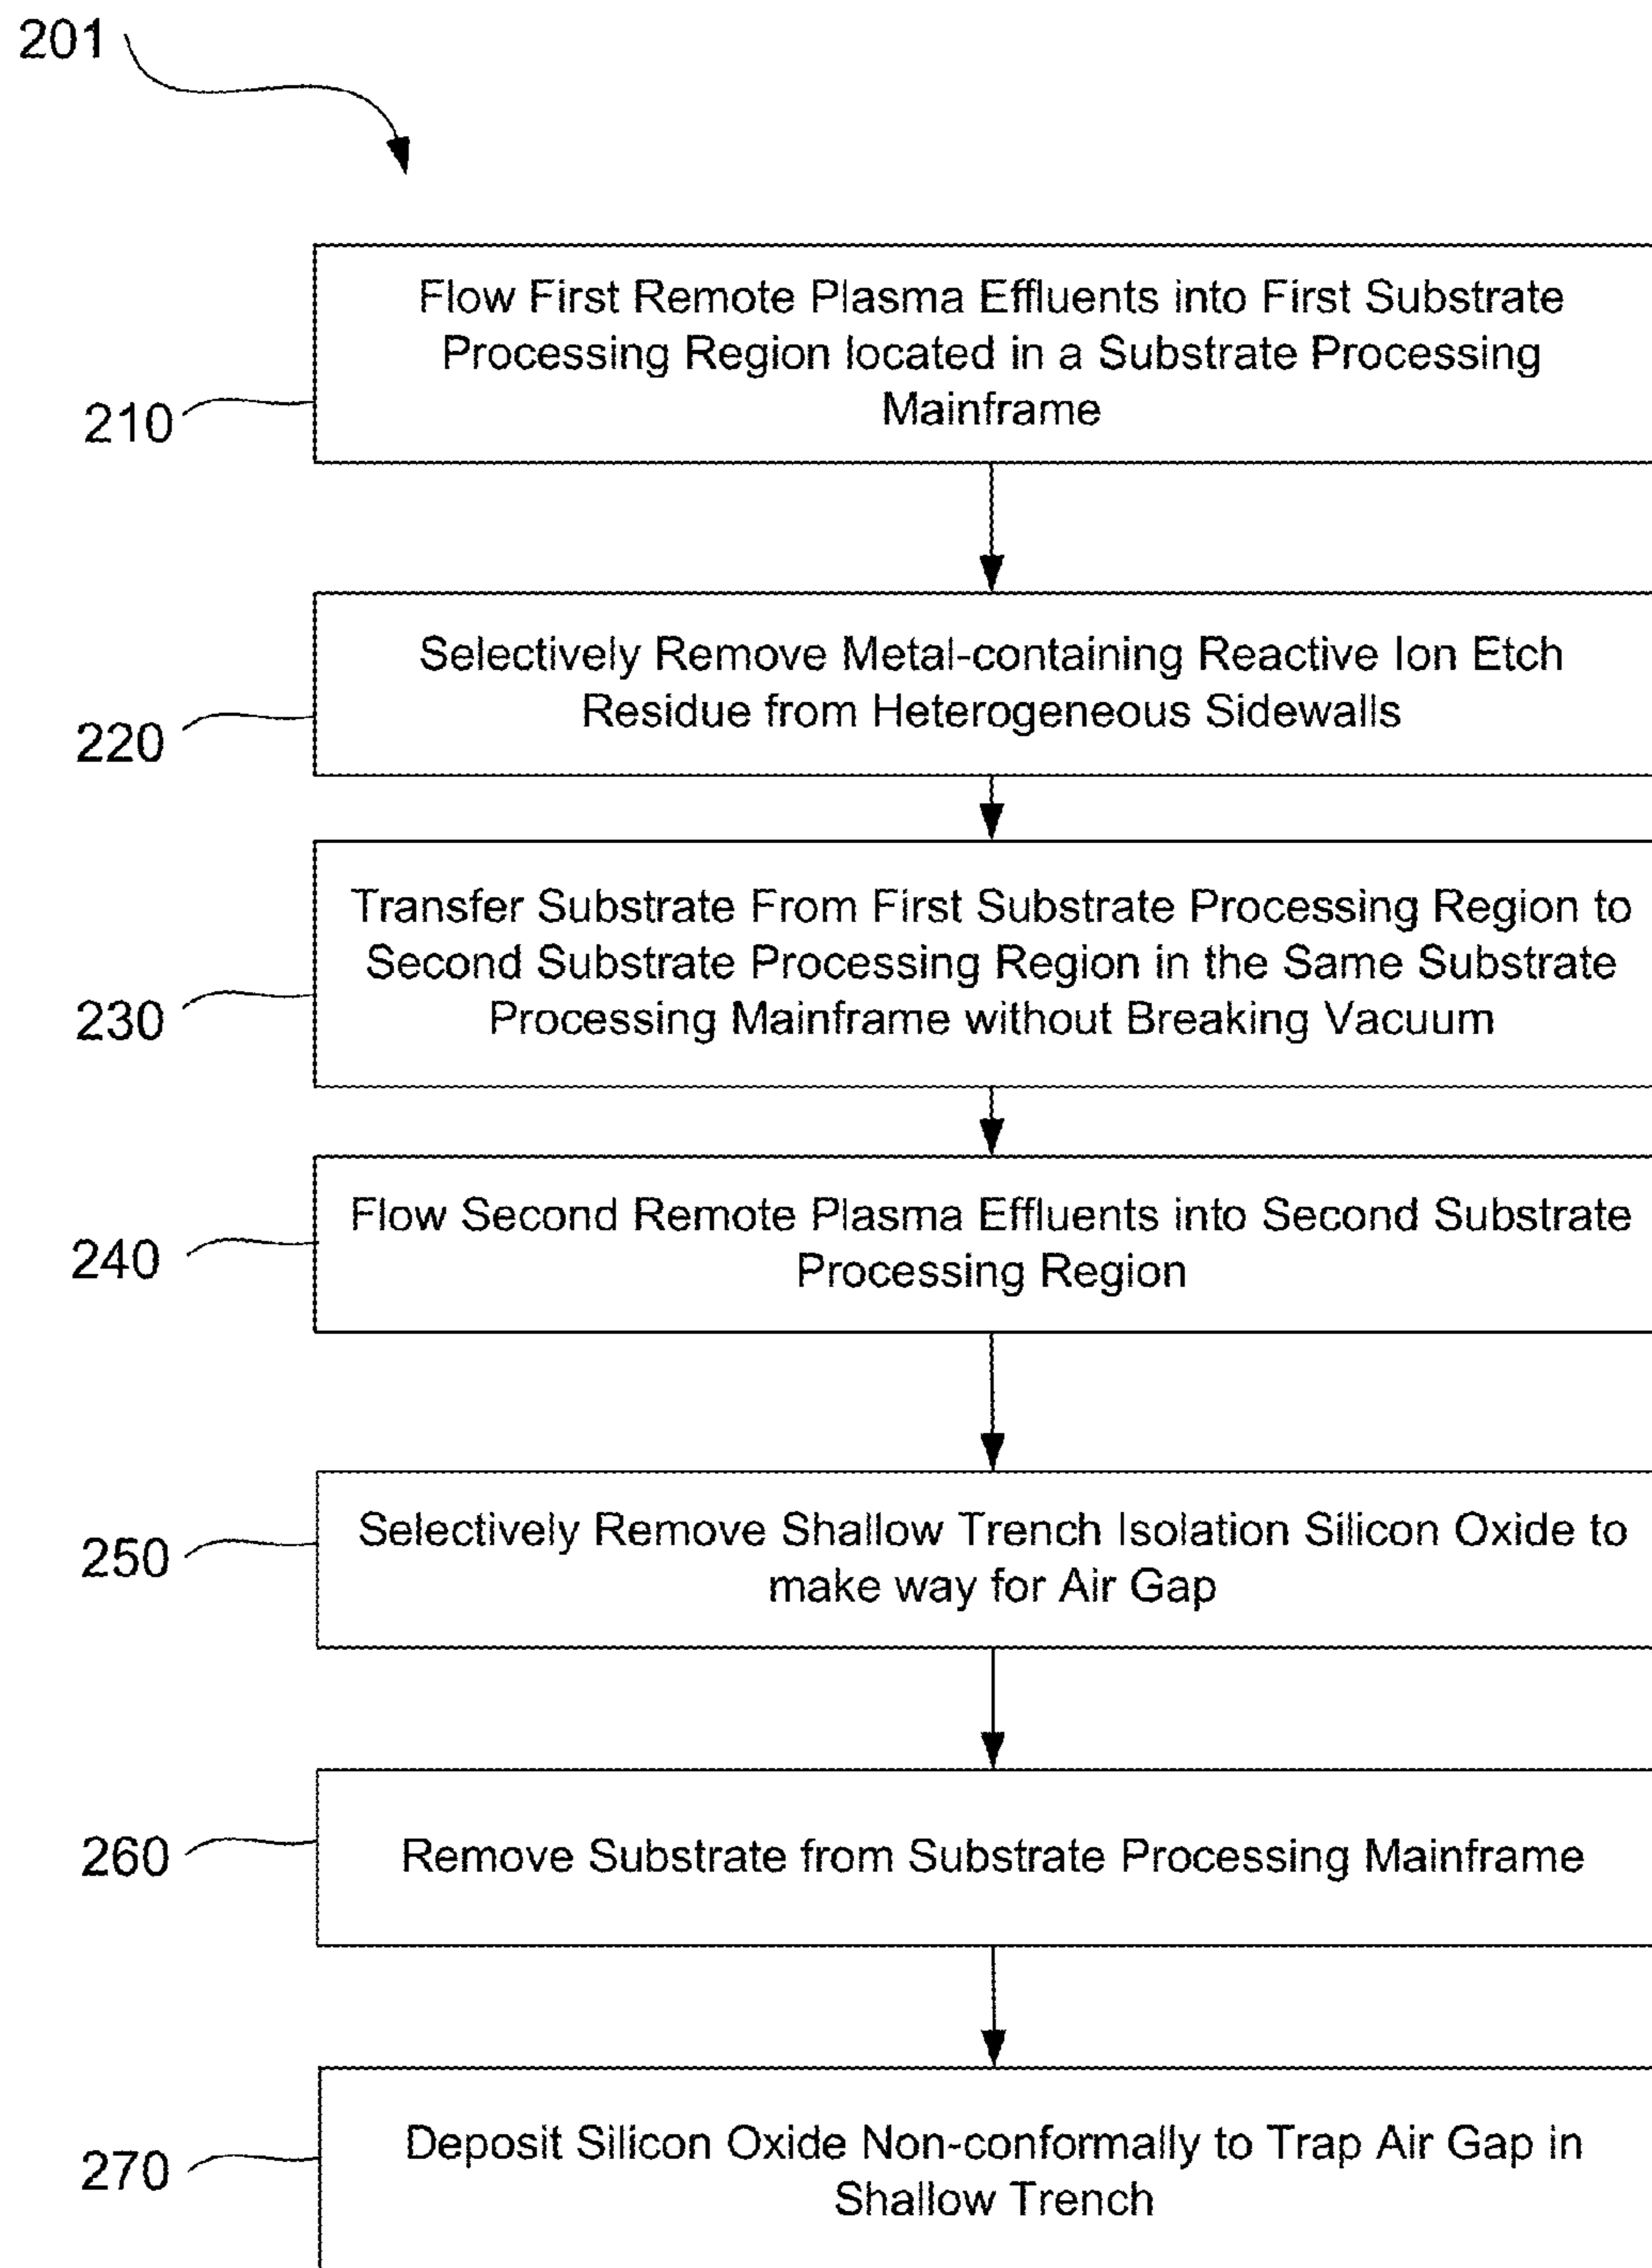 201
Flow First Remote Plasma Effluents into First Substrate
Processing Region located in a Substrate Processing
Mainframe
210
Selectively Remove Metal-containing Reactive Ion Etch
Residue from Heterogeneous Sidewalls
220
Transfer Substrate From First Substrate Processing Region to
Second Substrate Processing Region in the Same Substrate
Processing Mainframe without Breaking Vacuum
230
Flow Second Remote Plasma Effluents into Second Substrate
Processing Region
240
Selectively Remove Shallow Trench Isolation Silicon Oxide to
make way for Air Gap
250
Remove Substrate from Substrate Processing Mainframe
260
Deposit Silicon Oxide Non-conformally to Trap Air Gap in
Shallow Trench
270